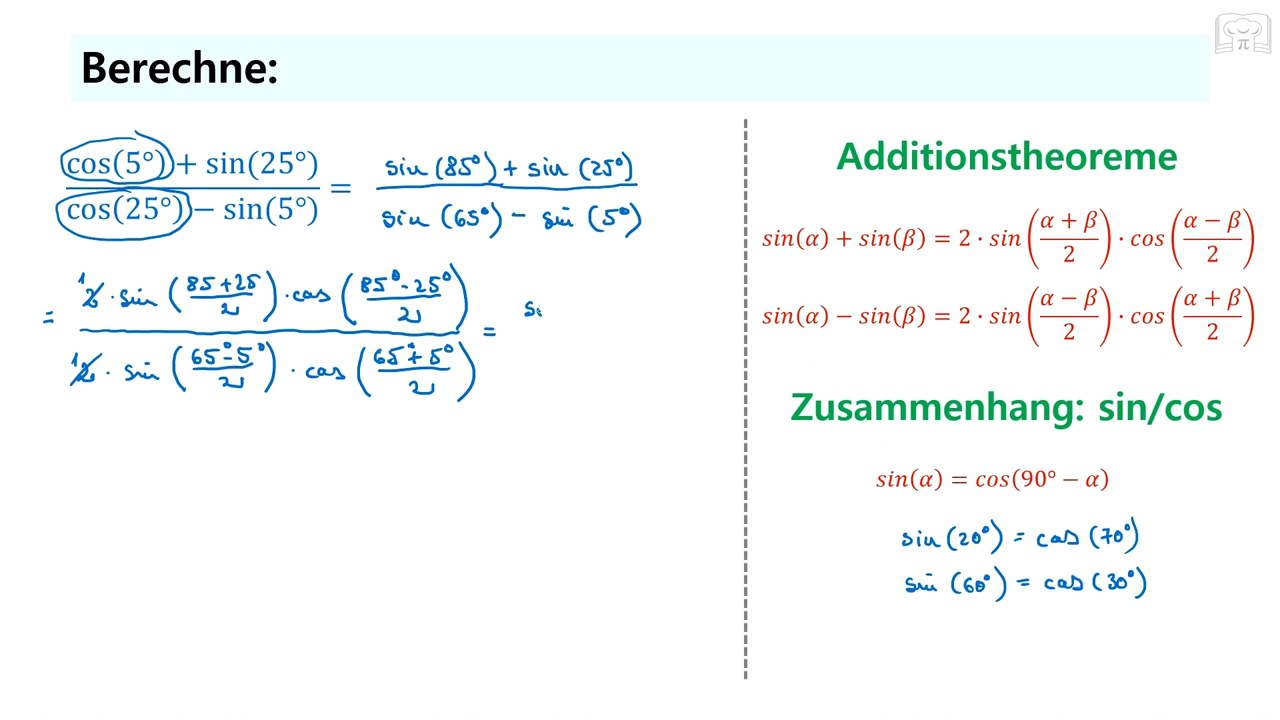 Berechne:
cos(5°) + sin(25°)
cos(25°) − sin(5°)
=
sin (85°) + sin (25°)
sin (65°) − sin (5°)
=
1 2 · sin (85+25 / 2) · cos (85°-25° / 2)
1 2 · sin (65°-5° / 2) · cos (65°+5° / 2)
=
Additionstheoreme
sin(α) + sin(β) = 2 · sin((α + β)/2) · cos((α − β)/2)
sin(α) − sin(β) = 2 · sin((α − β)/2) · cos((α + β)/2)
Zusammenhang: sin/cos
sin(α) = cos(90° − α)
sin (20°) = cos (70°)
sin (60°) = cos (30°)
π